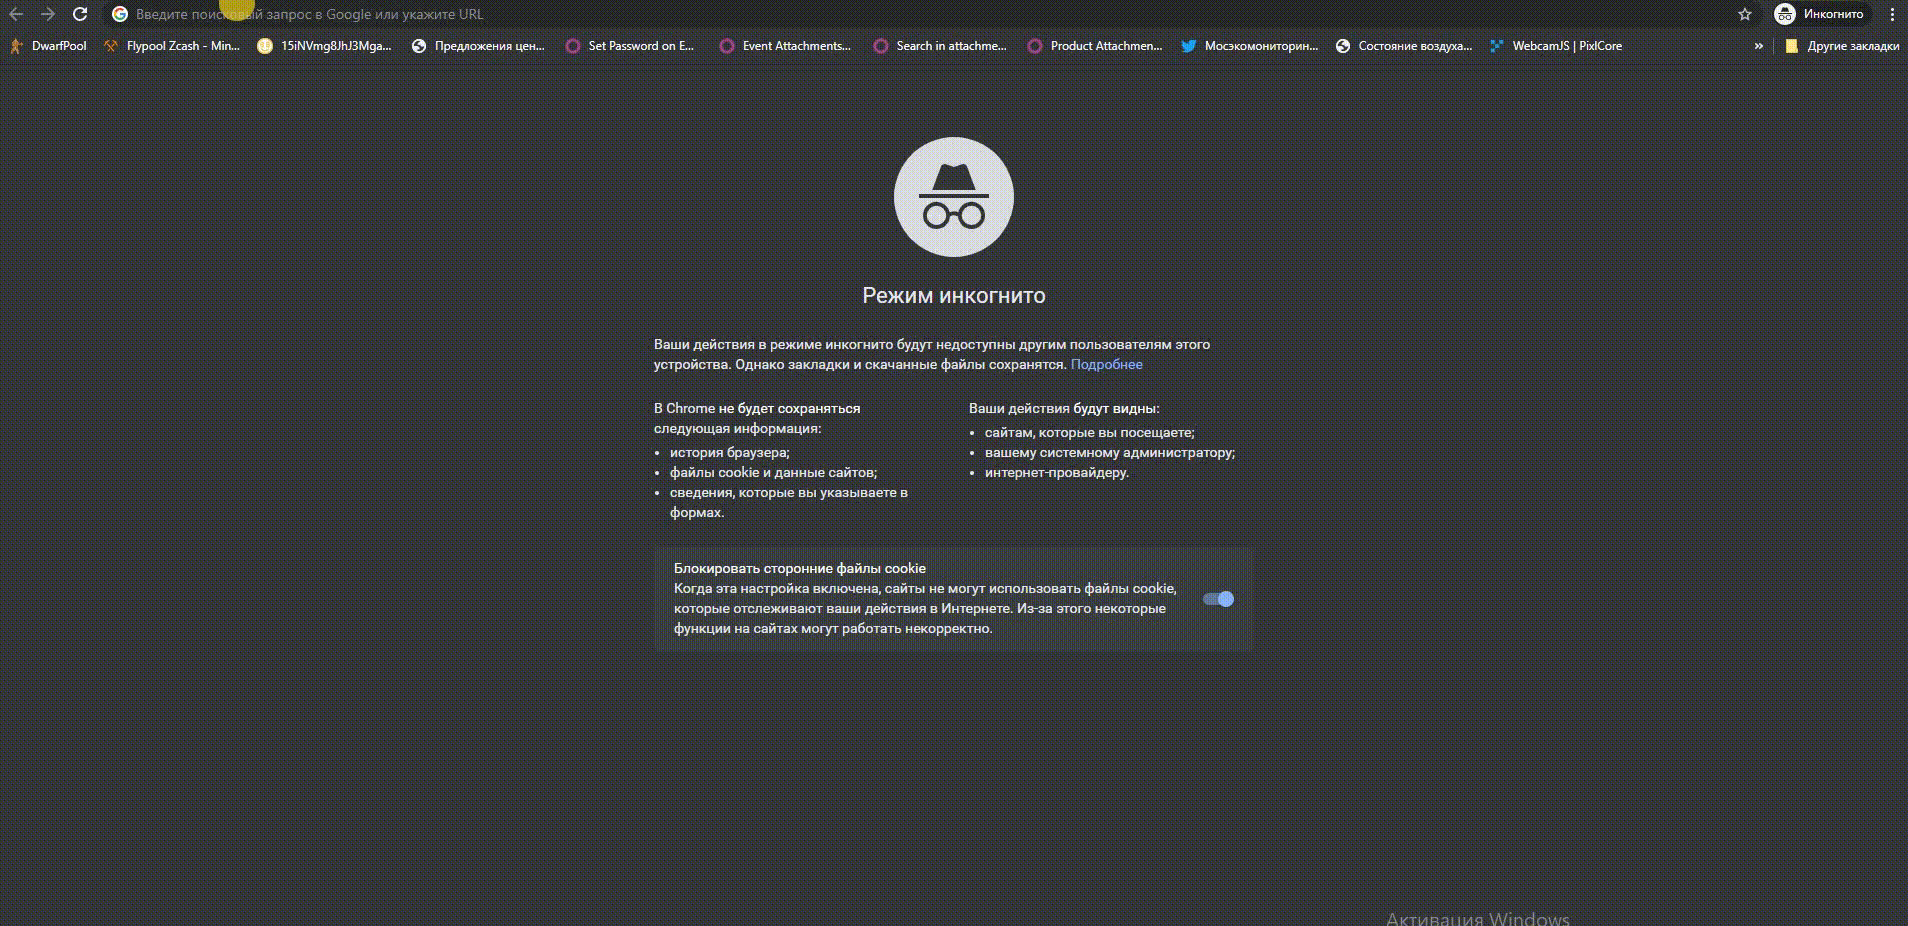 Введите поисковый запрос в Google или укажите URL
Инкогнито
DwarfPool
Flypool Zcash - Min...
15iNVmg8JhJ3Mga...
Предложения цен...
Set Password on E...
Event Attachments...
Search in attachme...
Product Attachmen...
Мосэкомониторин...
Состояние воздуха...
WebcamJS | PixlCore
»
Другие закладки
Режим инкогнито
Ваши действия в режиме инкогнито будут недоступны другим пользователям этого
устройства. Однако закладки и скачанные файлы сохранятся. Подробнее
В Chrome не будет сохраняться
следующая информация:
• история браузера;
• файлы cookie и данные сайтов;
• сведения, которые вы указываете в
формах.
Ваши действия будут видны:
• сайтам, которые вы посещаете;
• вашему системному администратору;
• интернет-провайдеру.
Блокировать сторонние файлы cookie
Когда эта настройка включена, сайты не могут использовать файлы cookie,
которые отслеживают ваши действия в Интернете. Из-за этого некоторые
функции на сайтах могут работать некорректно.
Активация Windows